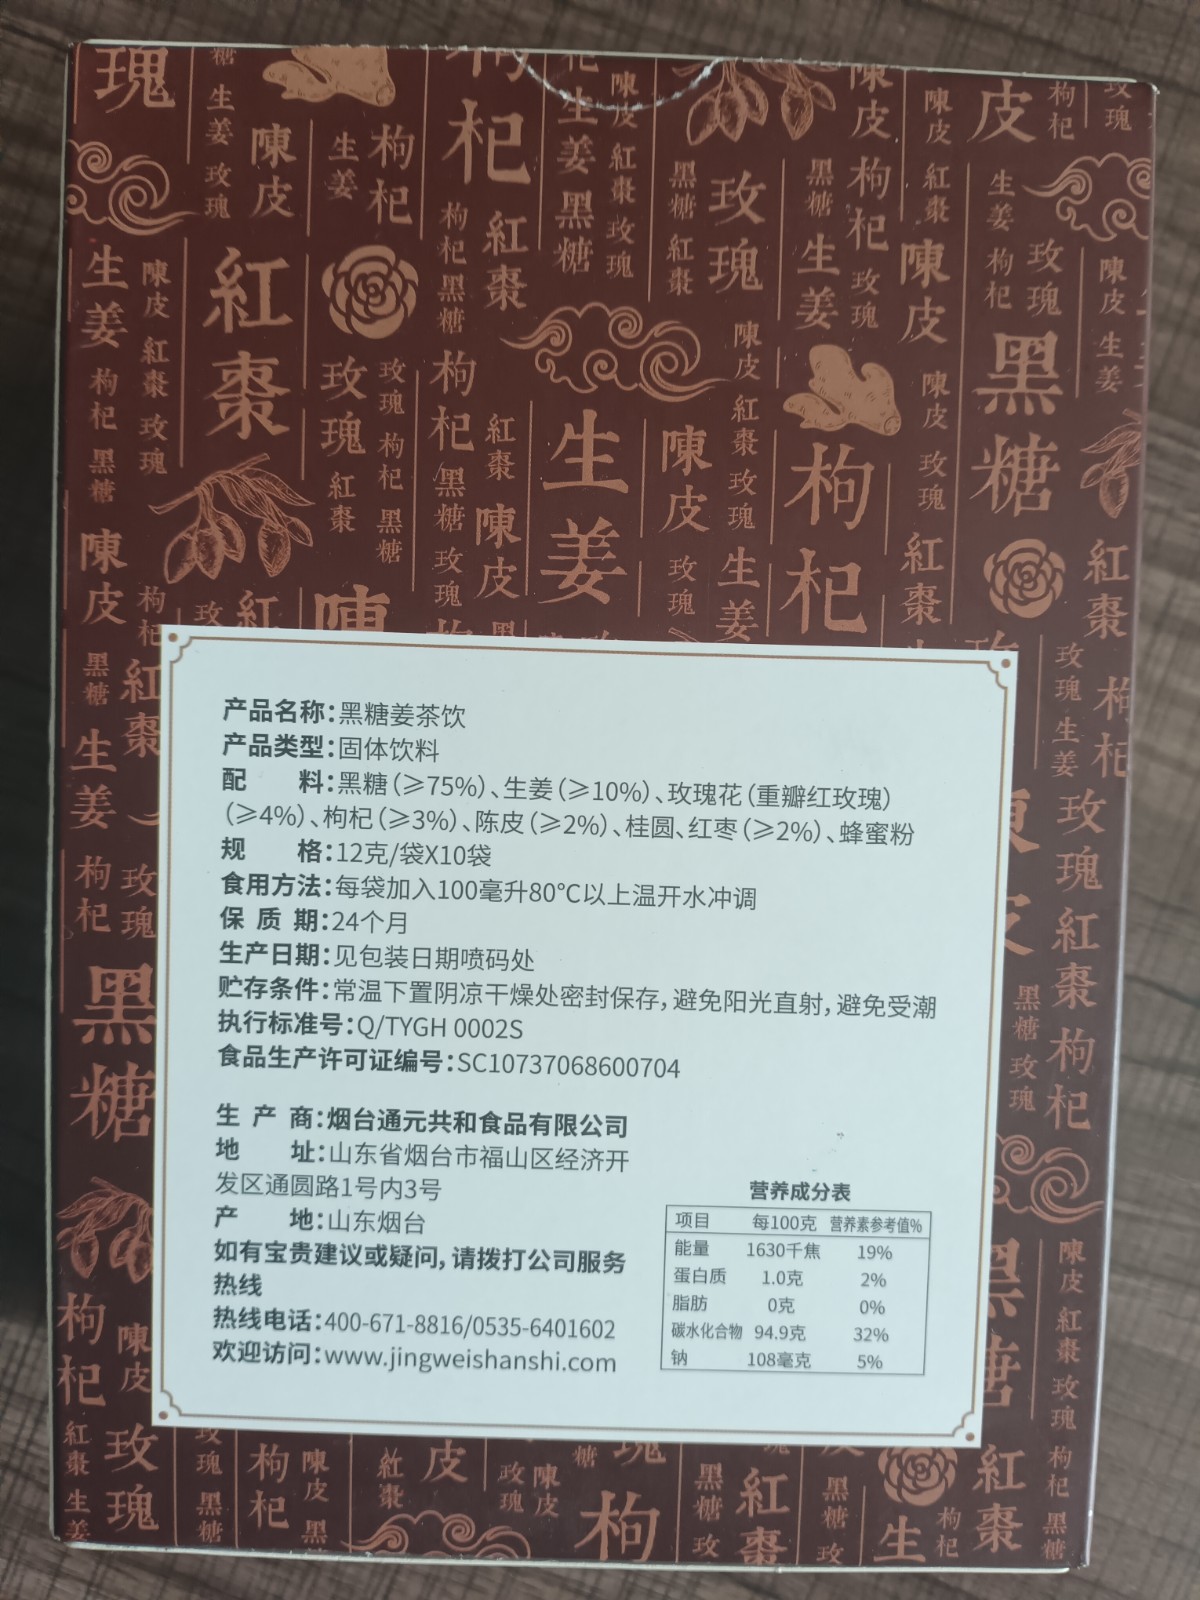 产品名称：黑糖姜茶饮
产品类型：固体饮料
配 料：黑糖（≥75%）、生姜（≥10%）、玫瑰花（重瓣红玫瑰）
（≥4%）、枸杞（≥3%）、陈皮（≥2%）、桂圆、红枣（≥2%）、蜂蜜粉
规 格：12克/袋X10袋
食用方法：每袋加入100毫升80℃以上温开水冲调
保 质 期：24个月
生产日期：见包装日期喷码处
贮存条件：常温下置阴凉干燥处密封保存，避免阳光直射，避免受潮
执行标准号：Q/TYGH 0002S
食品生产许可证编号：SC10737068600704
生 产 商：烟台通元共和食品有限公司
地 址：山东省烟台市福山区经济开
发区通圆路1号内3号
产 地：山东烟台
如有宝贵建议或疑问，请拨打公司服务
热线
热线电话：400-671-8816/0535-6401602
欢迎访问：www.jingweishanshi.com
营养成分表
项目 每100克 营养素参考值%
能量 1630千焦 19%
蛋白质 1.0克 2%
脂肪 0克 0%
碳水化合物 94.9克 32%
钠 108毫克 5%
紅棗
生姜
枸杞
黑糖
陳皮
玫瑰